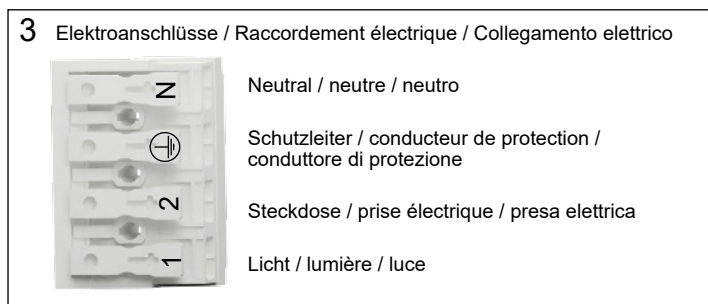 3 Elektroanschlüsse / Raccordement électrique / Collegamento elettrico
N Neutral / neutre / neutro
⏚ Schutzleiter / conducteur de protection /
conduttore di protezione
2 Steckdose / prise électrique / presa elettrica
1 Licht / lumière / luce